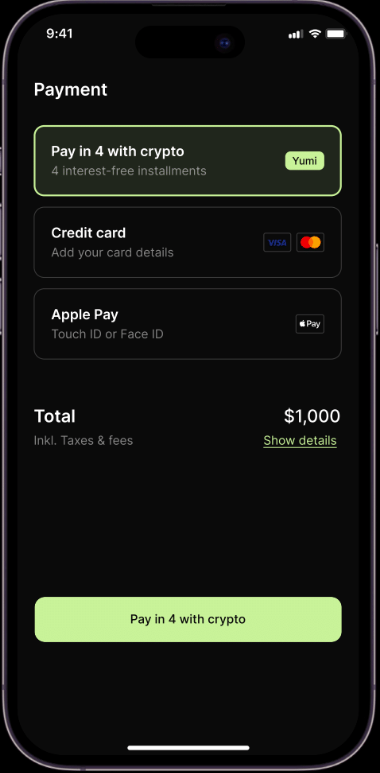 9:41
Payment
Pay in 4 with crypto
4 interest-free installments
Yumi
Credit card
Add your card details
VISA
Apple Pay
Touch ID or Face ID
Pay
Total
$1,000
Inkl. Taxes & fees
Show details
Pay in 4 with crypto